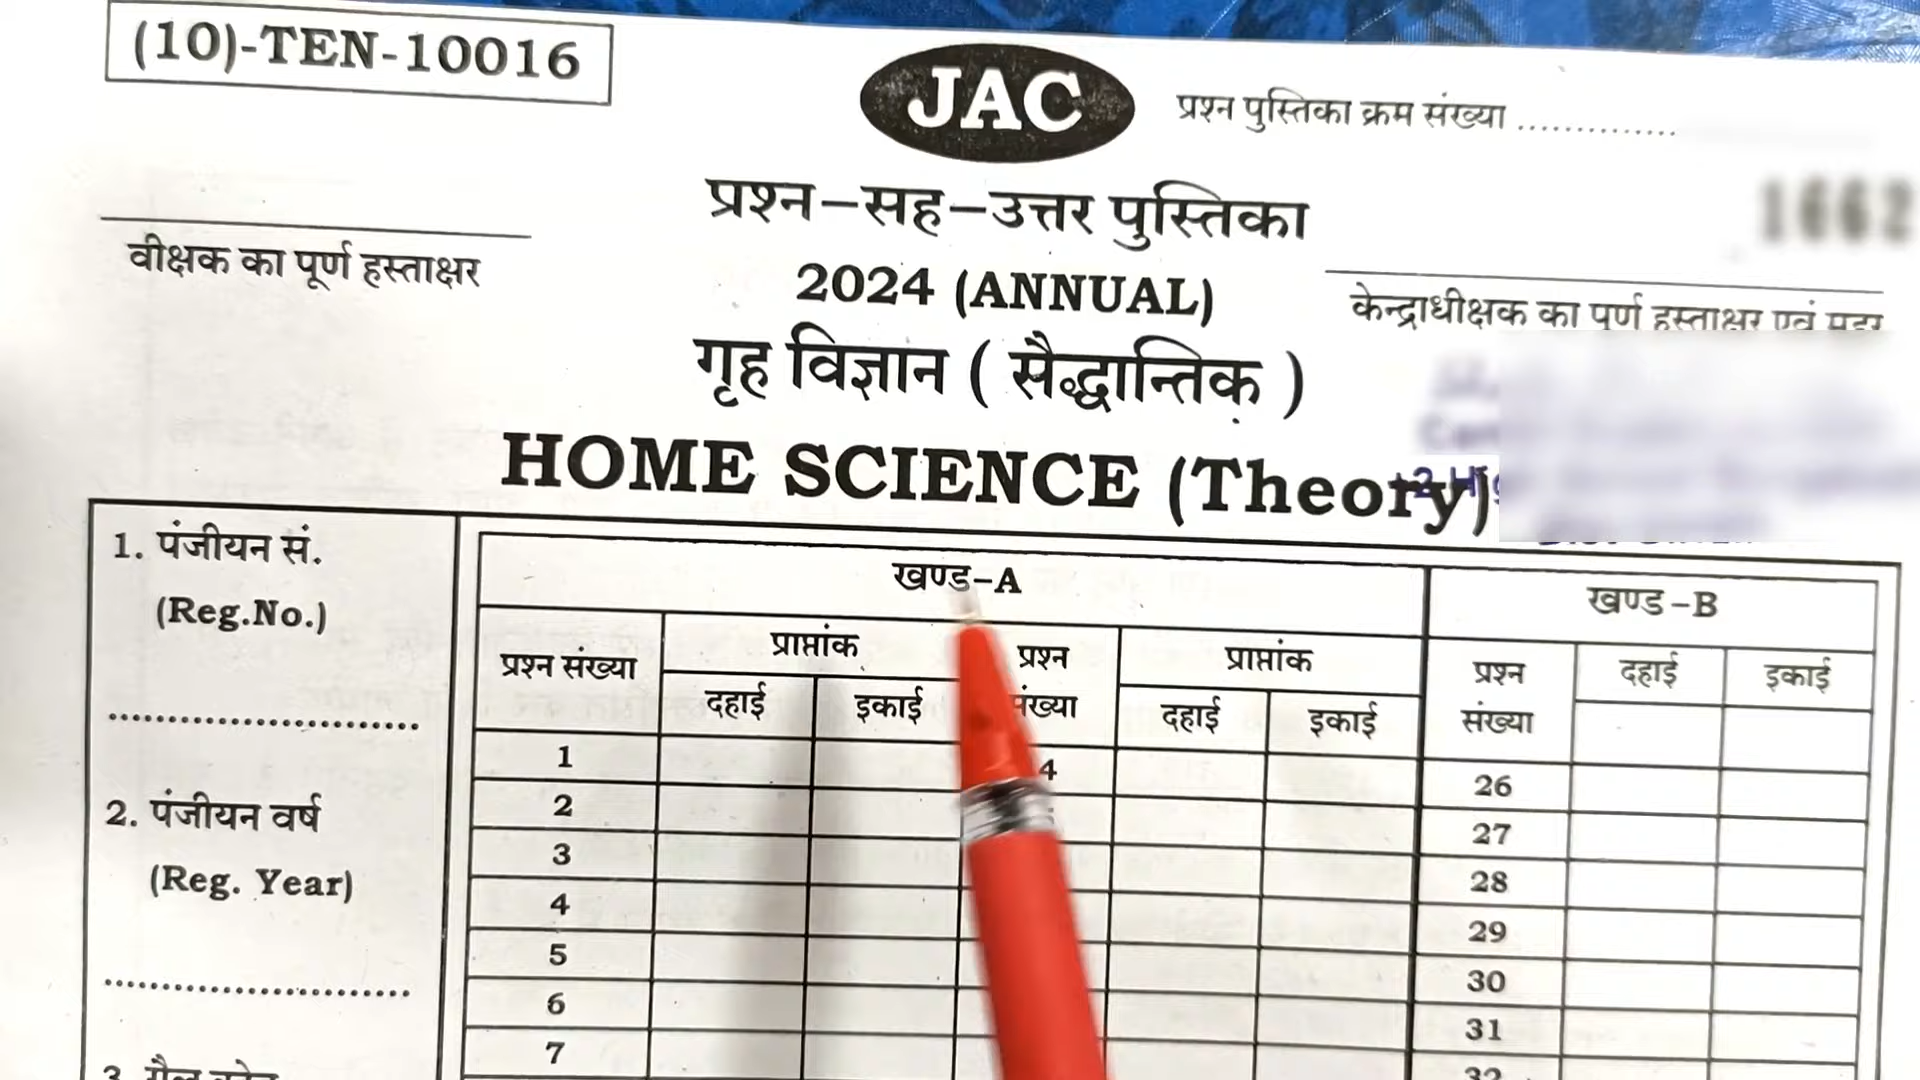 (10)-TEN-10016
JAC
प्रश्न पुस्तिका क्रम संख्या ..............
प्रश्न–सह–उत्तर पुस्तिका
1662
वीक्षक का पूर्ण हस्ताक्षर
2024 (ANNUAL)
केन्द्राधीक्षक का पूर्ण हस्ताक्षर एवं मुहर
गृह विज्ञान ( सैद्धान्तिक )
HOME SCIENCE (Theory)
1. पंजीयन सं.
(Reg.No.)
..............................
2. पंजीयन वर्ष
(Reg. Year)
..............................
खण्ड-A
खण्ड -B
प्रश्न संख्या प्राप्तांक प्रश्न प्राप्तांक प्रश्न संख्या दहाई इकाई
दहाई इकाई दहाई इकाई
1 26
2 27
3 28
4 29
5 30
6 31
7 32